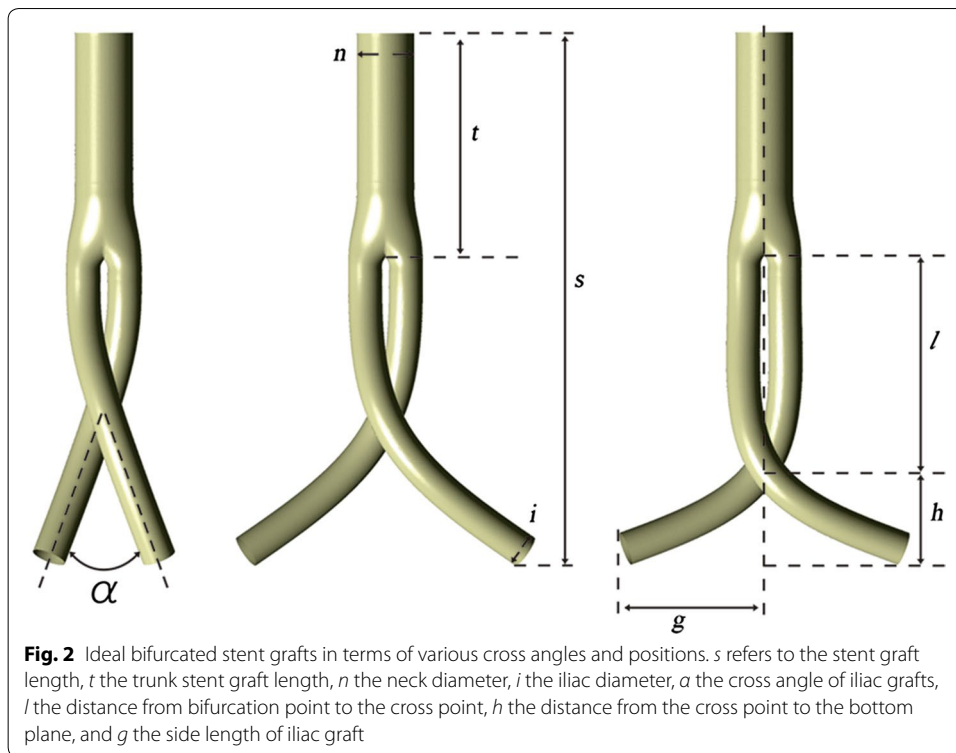 n
t
s
l
i
h
α
g
Fig. 2 Ideal bifurcated stent grafts in terms of various cross angles and positions. s refers to the stent graft
length, t the trunk stent graft length, n the neck diameter, i the iliac diameter, α the cross angle of iliac grafts,
l the distance from bifurcation point to the cross point, h the distance from the cross point to the bottom
plane, and g the side length of iliac graft